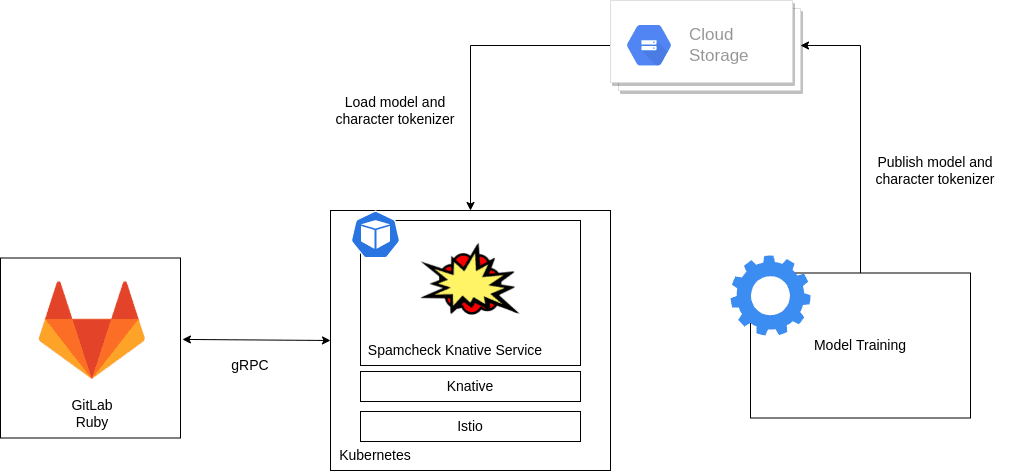 Cloud
Storage
Load model and
character tokenizer
Publish model and
character tokenizer
Spamcheck Knative Service
Model Training
gRPC
Knative
GitLab
Ruby
Istio
Kubernetes